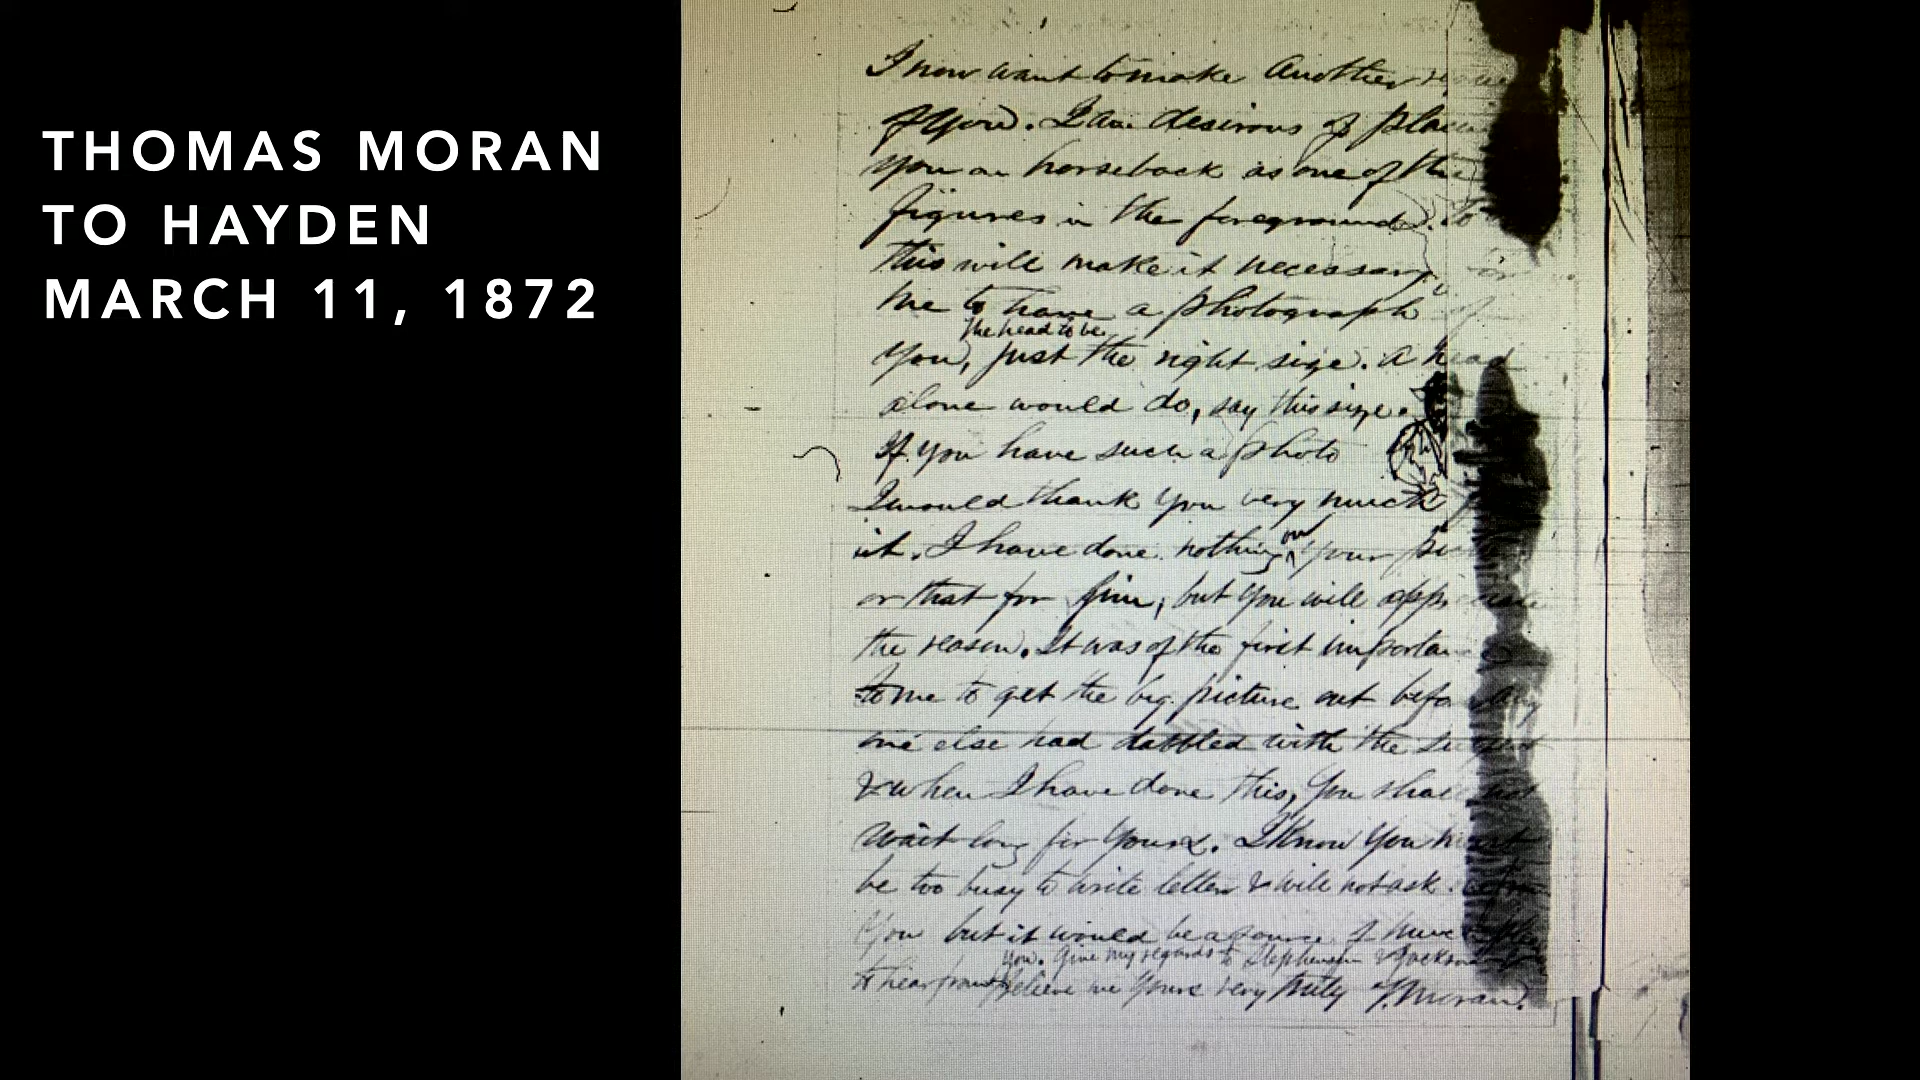 THOMAS MORAN
TO HAYDEN
MARCH 11, 1872
I now want to make Another
of You. I am desirous of
you on horseback as one of the
figures in the foreground.
this will make it necessary for
me to have a photograph of
the head to be
You, just the right size. A head
alone would do, say this size.
If you have such a photo
I would thank you very much
it. I have done nothing on your
or that for Jim, but you will
the reason. It was of the first
to me to get the big picture out any
one else had dabbled with the
& when I have done this, You shall not
wait long for Yours. I Know You must
be too busy to write letters & will not ask
You but it would be a source of
you. Give my regards to Stephenson & Jackson
to hear from believe me Yours very truly T. Moran.